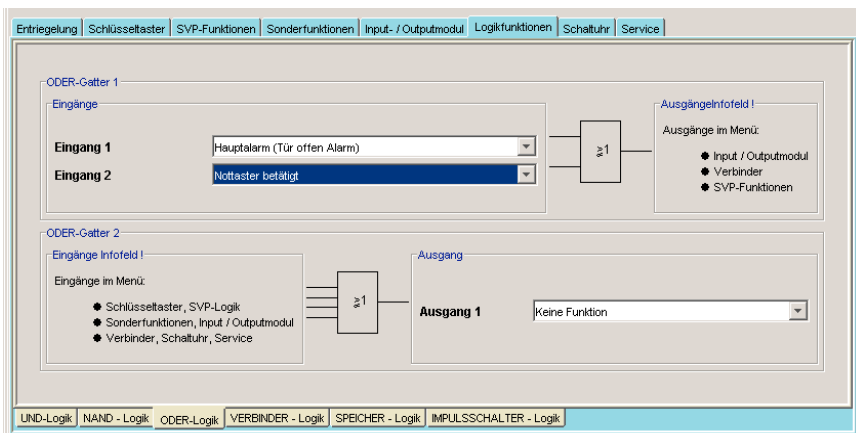 Entriegelung Schlüsseltaster SVP-Funktionen Sonderfunktionen Input- / Outputmodul Logikfunktionen Schaltuhr Service
ODER-Gatter 1
Eingänge
Eingang 1 Hauptalarm (Tür offen Alarm)
Eingang 2 Nottaster betätigt
≥1
AusgängeInfofeld !
Ausgänge im Menü:
Input / Outputmodul
Verbinder
SVP-Funktionen
ODER-Gatter 2
Eingänge Infofeld !
Eingänge im Menü:
Schlüsseltaster, SVP-Logik
Sonderfunktionen, Input / Outputmodul
Verbinder, Schaltuhr, Service
≥1
Ausgang
Ausgang 1 Keine Funktion
UND-Logik NAND - Logik ODER-Logik VERBINDER - Logik SPEICHER - Logik IMPULSSCHALTER - Logik